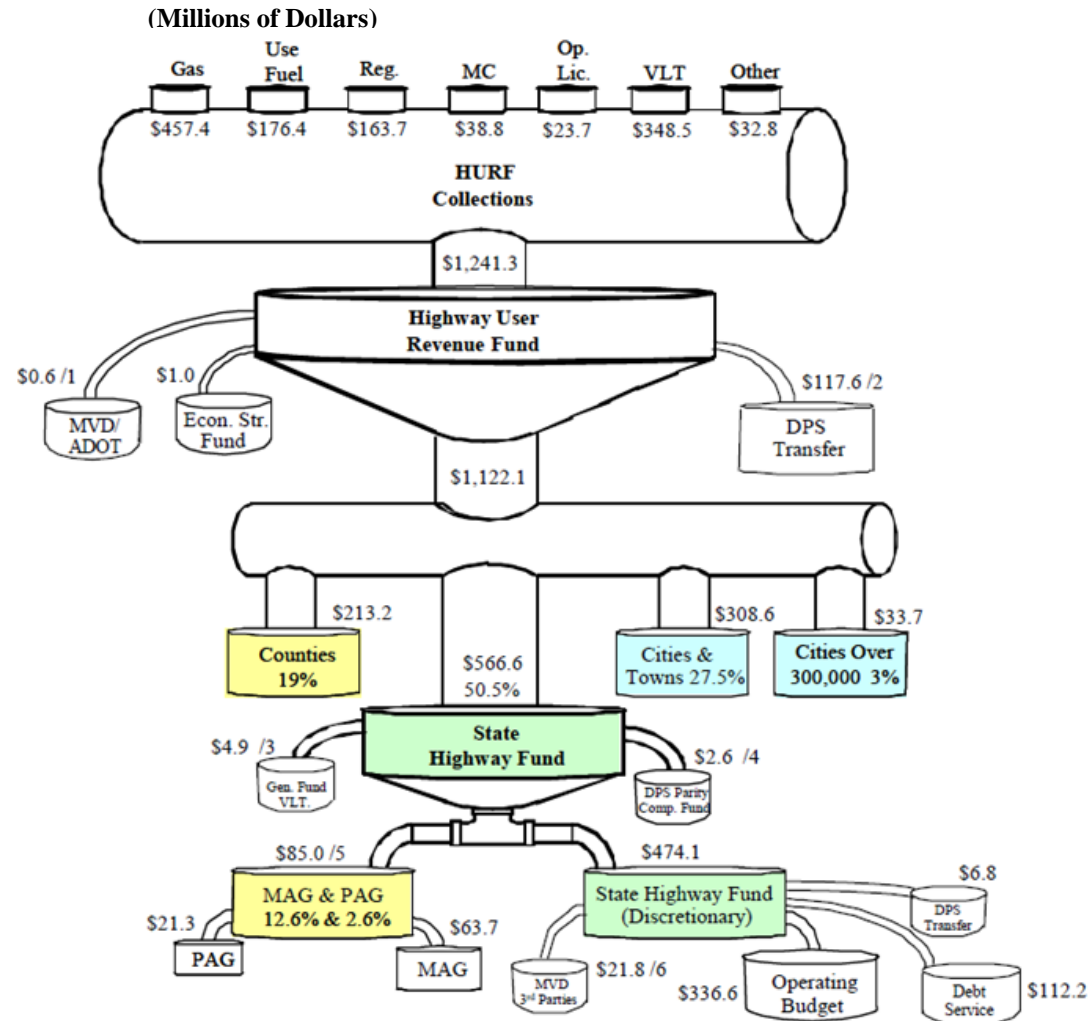 (Millions of Dollars)
Gas
Use
Fuel
Reg.
MC
Op.
Lic.
VLT
Other
$457.4
$176.4
$163.7
$38.8
$23.7
$348.5
$32.8
HURF
Collections
$1,241.3
Highway User
Revenue Fund
$0.6 /1
MVD/
ADOT
$1.0
Econ. Str.
Fund
$117.6 /2
DPS
Transfer
$1,122.1
$213.2
Counties
19%
$566.6
50.5%
$308.6
Cities &
Towns 27.5%
$33.7
Cities Over
300,000 3%
State
Highway Fund
$4.9 /3
Gen. Fund
VLT.
$2.6 /4
DPS Parity
Comp. Fund
$85.0 /5
MAG & PAG
12.6% & 2.6%
$21.3
PAG
$63.7
MAG
$474.1
State Highway Fund
(Discretionary)
$6.8
DPS
Transfer
$21.8 /6
MVD
3rd Parties
$336.6
Operating
Budget
Debt
Service
$112.2